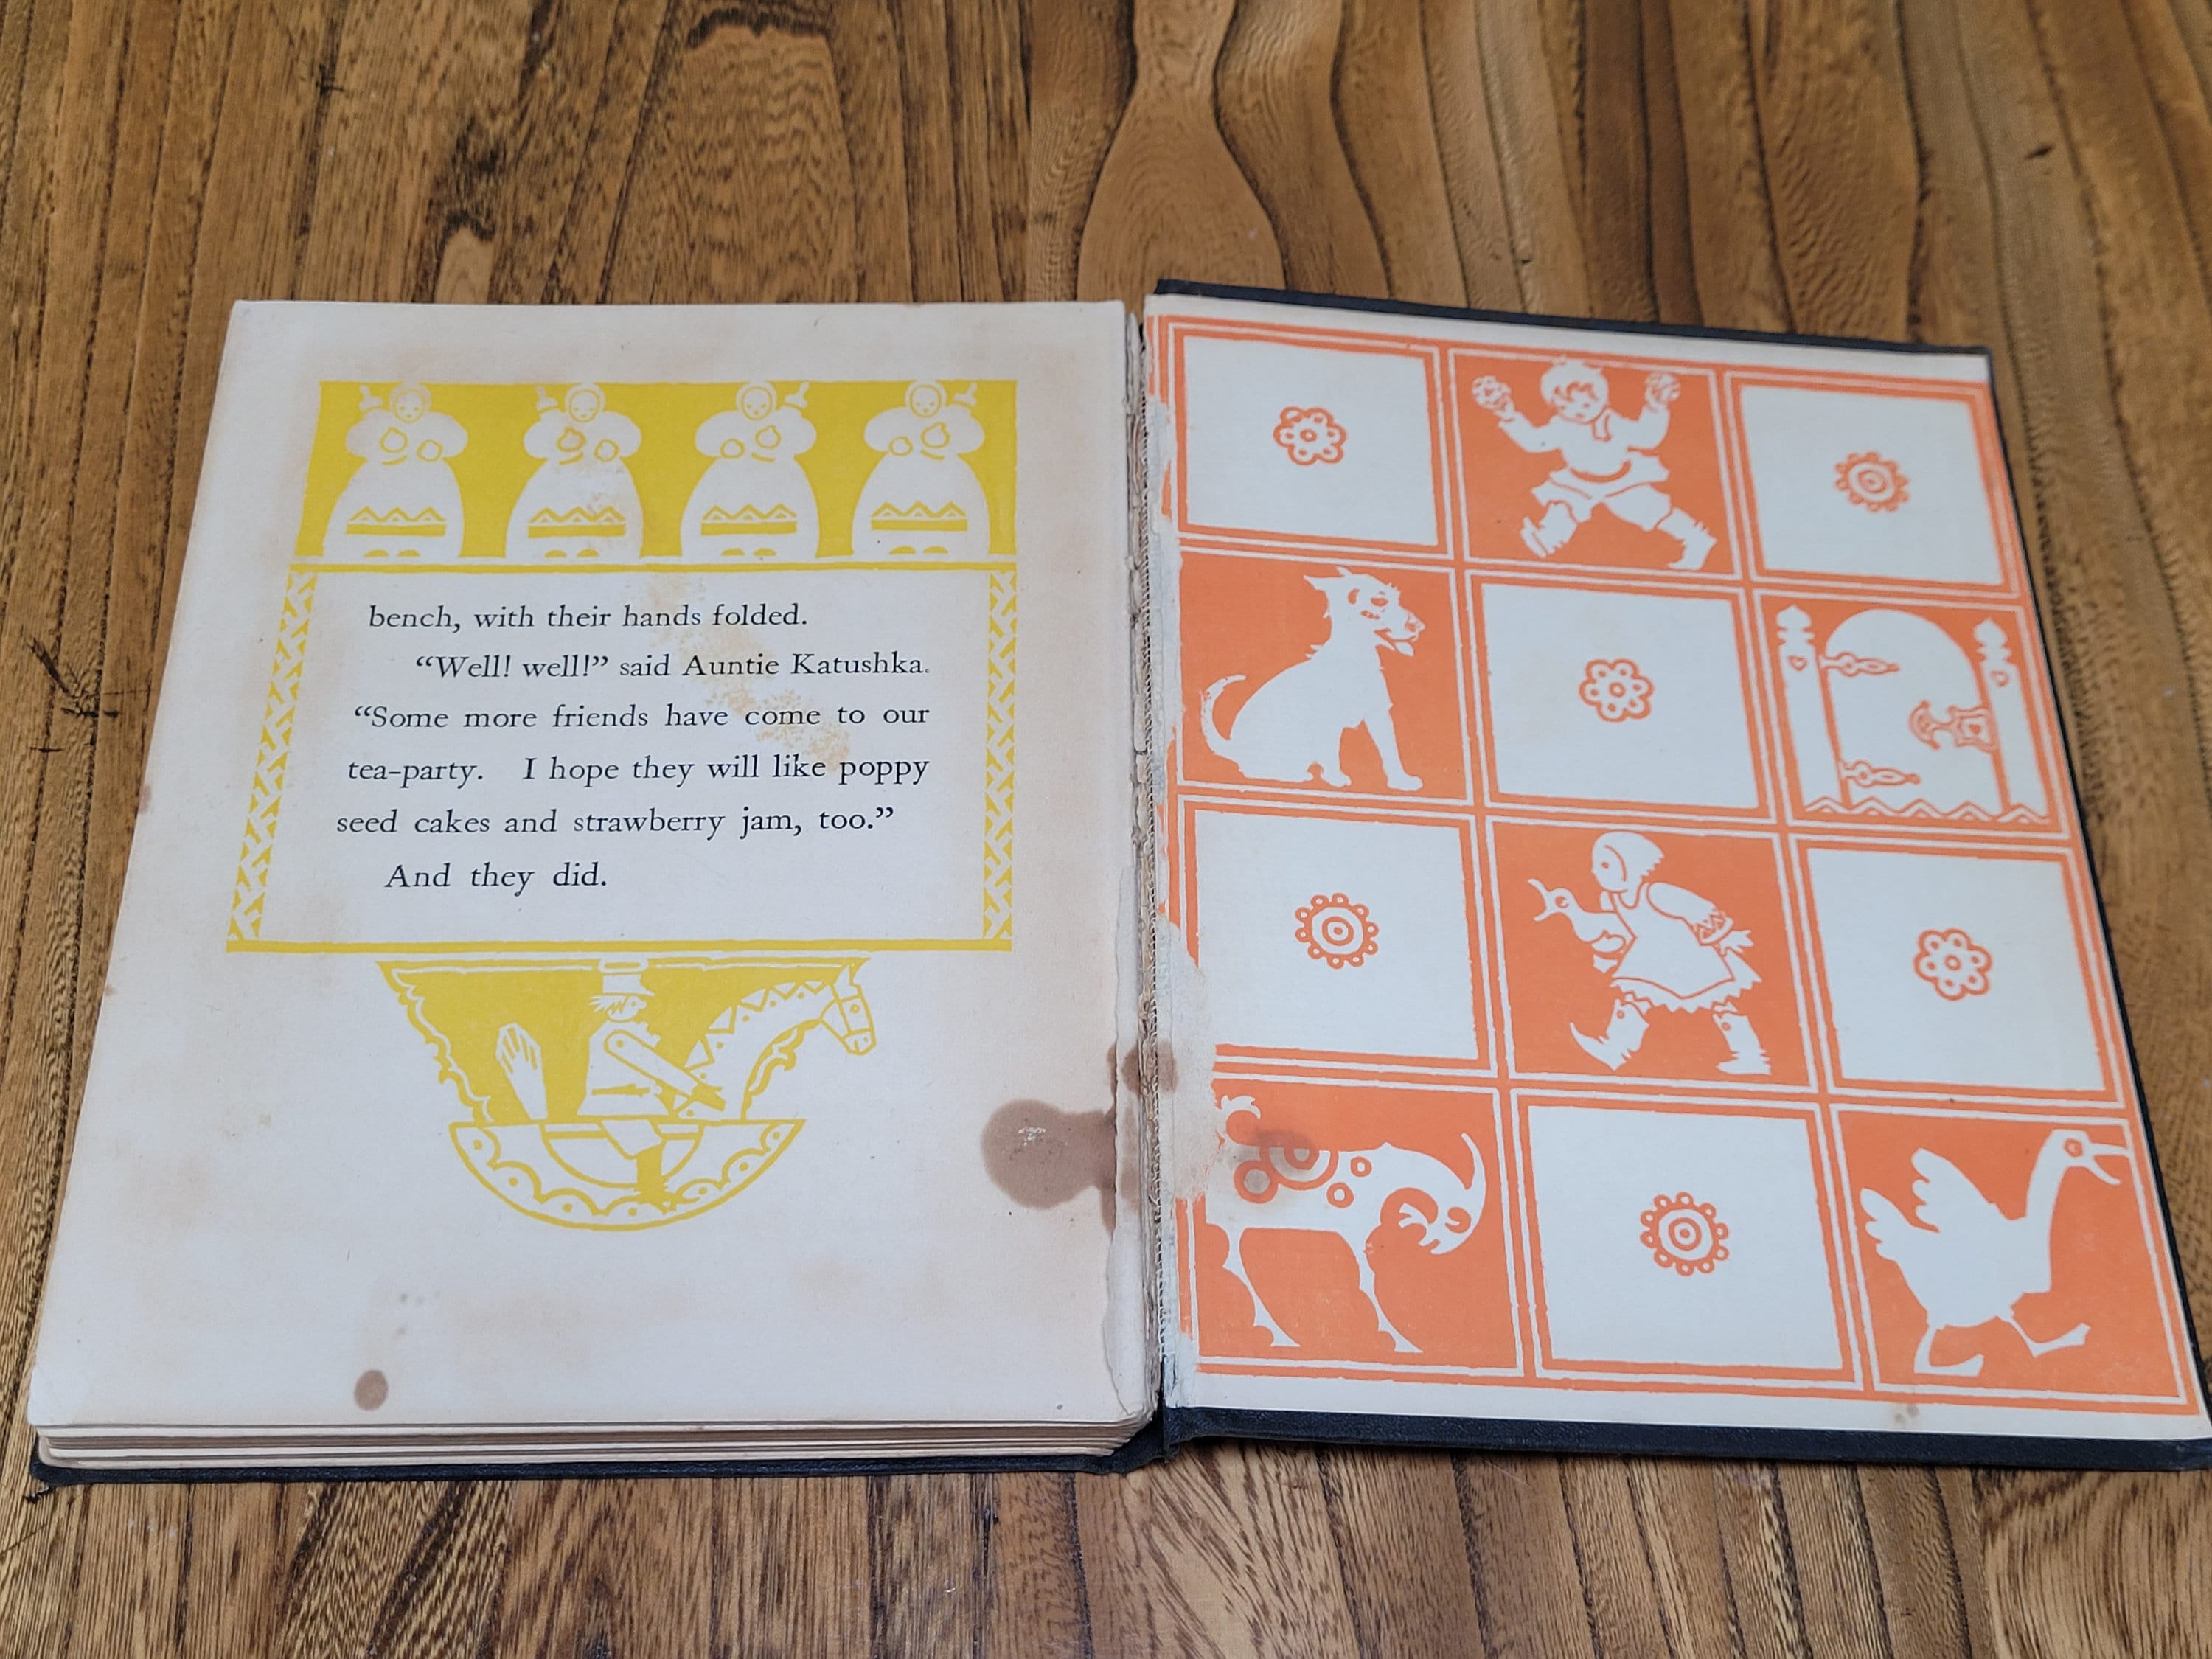 bench, with their hands folded.
“Well! well!” said Auntie Katushka.
“Some more friends have come to our
tea-party. I hope they will like poppy
seed cakes and strawberry jam, too.”
And they did.